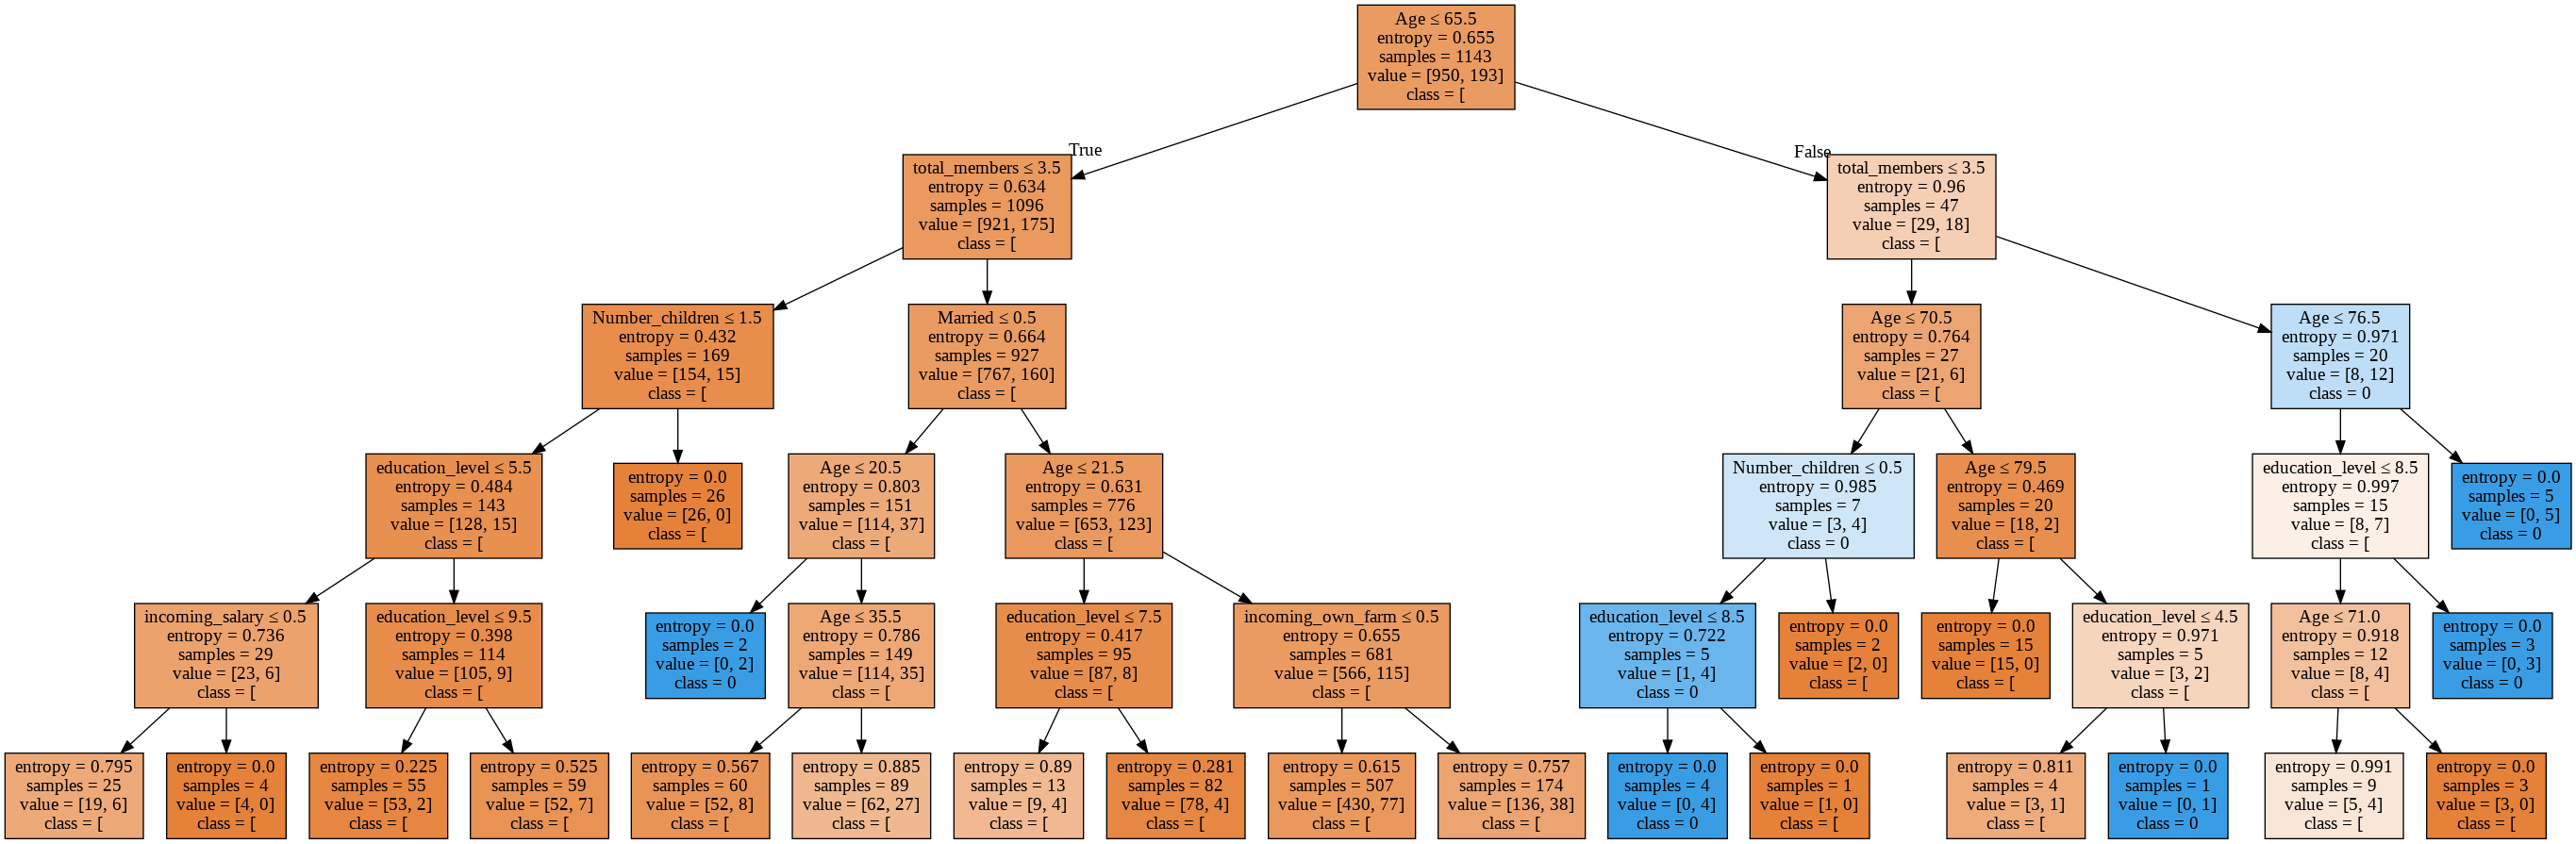 Age ≤ 65.5
entropy = 0.655
samples = 1143
value = [950, 193]
class = [
True
False
total_members ≤ 3.5
entropy = 0.634
samples = 1096
value = [921, 175]
class = [
total_members ≤ 3.5
entropy = 0.96
samples = 47
value = [29, 18]
class = [
Number_children ≤ 1.5
entropy = 0.432
samples = 169
value = [154, 15]
class = [
Married ≤ 0.5
entropy = 0.664
samples = 927
value = [767, 160]
class = [
Age ≤ 70.5
entropy = 0.764
samples = 27
value = [21, 6]
class = [
Age ≤ 76.5
entropy = 0.971
samples = 20
value = [8, 12]
class = 0
education_level ≤ 5.5
entropy = 0.484
samples = 143
value = [128, 15]
class = [
entropy = 0.0
samples = 26
value = [26, 0]
class = [
Age ≤ 20.5
entropy = 0.803
samples = 151
value = [114, 37]
class = [
Age ≤ 21.5
entropy = 0.631
samples = 776
value = [653, 123]
class = [
Number_children ≤ 0.5
entropy = 0.985
samples = 7
value = [3, 4]
class = 0
Age ≤ 79.5
entropy = 0.469
samples = 20
value = [18, 2]
class = [
education_level ≤ 8.5
entropy = 0.997
samples = 15
value = [8, 7]
class = [
entropy = 0.0
samples = 5
value = [0, 5]
class = 0
incoming_salary ≤ 0.5
entropy = 0.736
samples = 29
value = [23, 6]
class = [
education_level ≤ 9.5
entropy = 0.398
samples = 114
value = [105, 9]
class = [
entropy = 0.0
samples = 2
value = [0, 2]
class = 0
Age ≤ 35.5
entropy = 0.786
samples = 149
value = [114, 35]
class = [
education_level ≤ 7.5
entropy = 0.417
samples = 95
value = [87, 8]
class = [
incoming_own_farm ≤ 0.5
entropy = 0.655
samples = 681
value = [566, 115]
class = [
education_level ≤ 8.5
entropy = 0.722
samples = 5
value = [1, 4]
class = 0
entropy = 0.0
samples = 2
value = [2, 0]
class = [
entropy = 0.0
samples = 15
value = [15, 0]
class = [
education_level ≤ 4.5
entropy = 0.971
samples = 5
value = [3, 2]
class = [
Age ≤ 71.0
entropy = 0.918
samples = 12
value = [8, 4]
class = [
entropy = 0.0
samples = 3
value = [0, 3]
class = 0
entropy = 0.795
samples = 25
value = [19, 6]
class = [
entropy = 0.0
samples = 4
value = [4, 0]
class = [
entropy = 0.225
samples = 55
value = [53, 2]
class = [
entropy = 0.525
samples = 59
value = [52, 7]
class = [
entropy = 0.567
samples = 60
value = [52, 8]
class = [
entropy = 0.885
samples = 89
value = [62, 27]
class = [
entropy = 0.89
samples = 13
value = [9, 4]
class = [
entropy = 0.281
samples = 82
value = [78, 4]
class = [
entropy = 0.615
samples = 507
value = [430, 77]
class = [
entropy = 0.757
samples = 174
value = [136, 38]
class = [
entropy = 0.0
samples = 4
value = [0, 4]
class = 0
entropy = 0.0
samples = 1
value = [1, 0]
class = [
entropy = 0.811
samples = 4
value = [3, 1]
class = [
entropy = 0.0
samples = 1
value = [0, 1]
class = 0
entropy = 0.991
samples = 9
value = [5, 4]
class = [
entropy = 0.0
samples = 3
value = [3, 0]
class = [